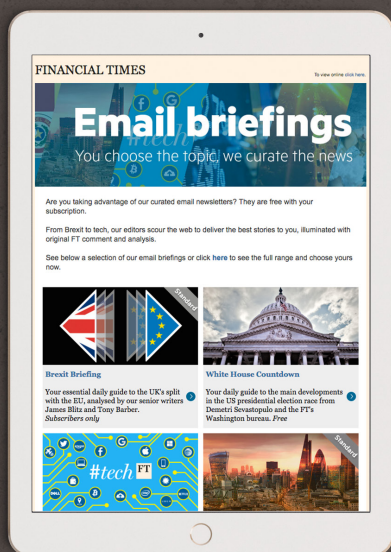 FINANCIAL TIMES
To view online click here.
Email briefings
You choose the topic, we curate the news
Are you taking advantage of our curated email newsletters? They are free with your
subscription.
From Brexit to tech, our editors scour the web to deliver the best stories to you, illuminated with
original FT comment and analysis.
See below a selection of our email briefings or click here to see the full range and choose yours
now.
Standard
Brexit Briefing
Your essential daily guide to the UK's split
with the EU, analysed by our senior writers
James Blitz and Tony Barber.
Subscribers only
White House Countdown
Your daily guide to the main developments
in the US presidential election race from
Demetri Sevastopulo and the FT's
Washington bureau. Free
#tech FT
Standard